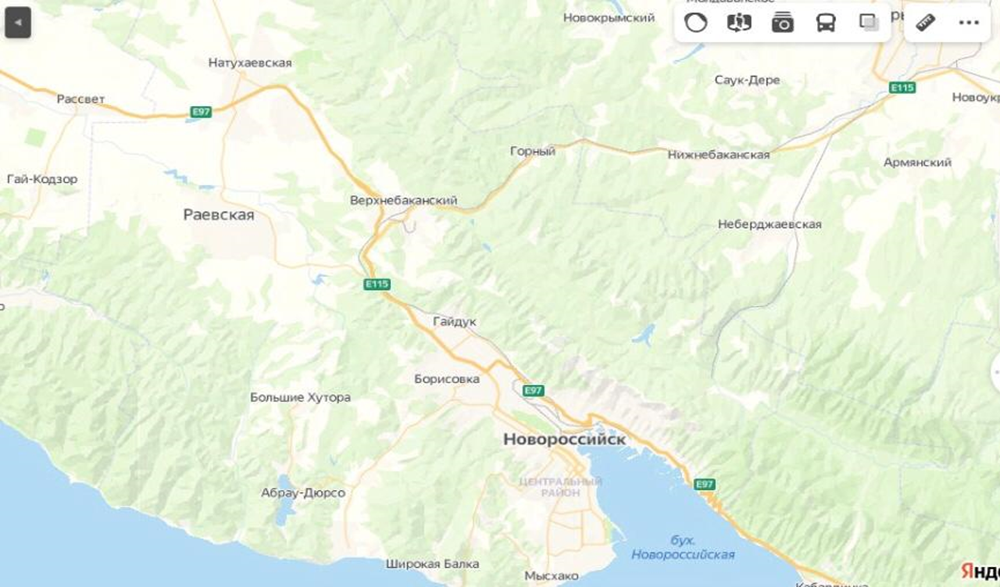 Новокрымский
Натухаевская
Саук-Дере
E115
Рассвет
E97
Горный
Нижнебаканская
Армянский
Гай-Кодзор
Верхнебаканский
Раевская
Неберджаевская
E115
Гайдук
Борисовка
E97
Большие Хутора
Новороссийск
ЦЕНТРАЛЬНЫЙ
РАЙОН
E97
Абрау-Дюрсо
бух.
Новороссийская
Широкая Балка
Мысхако
Янде